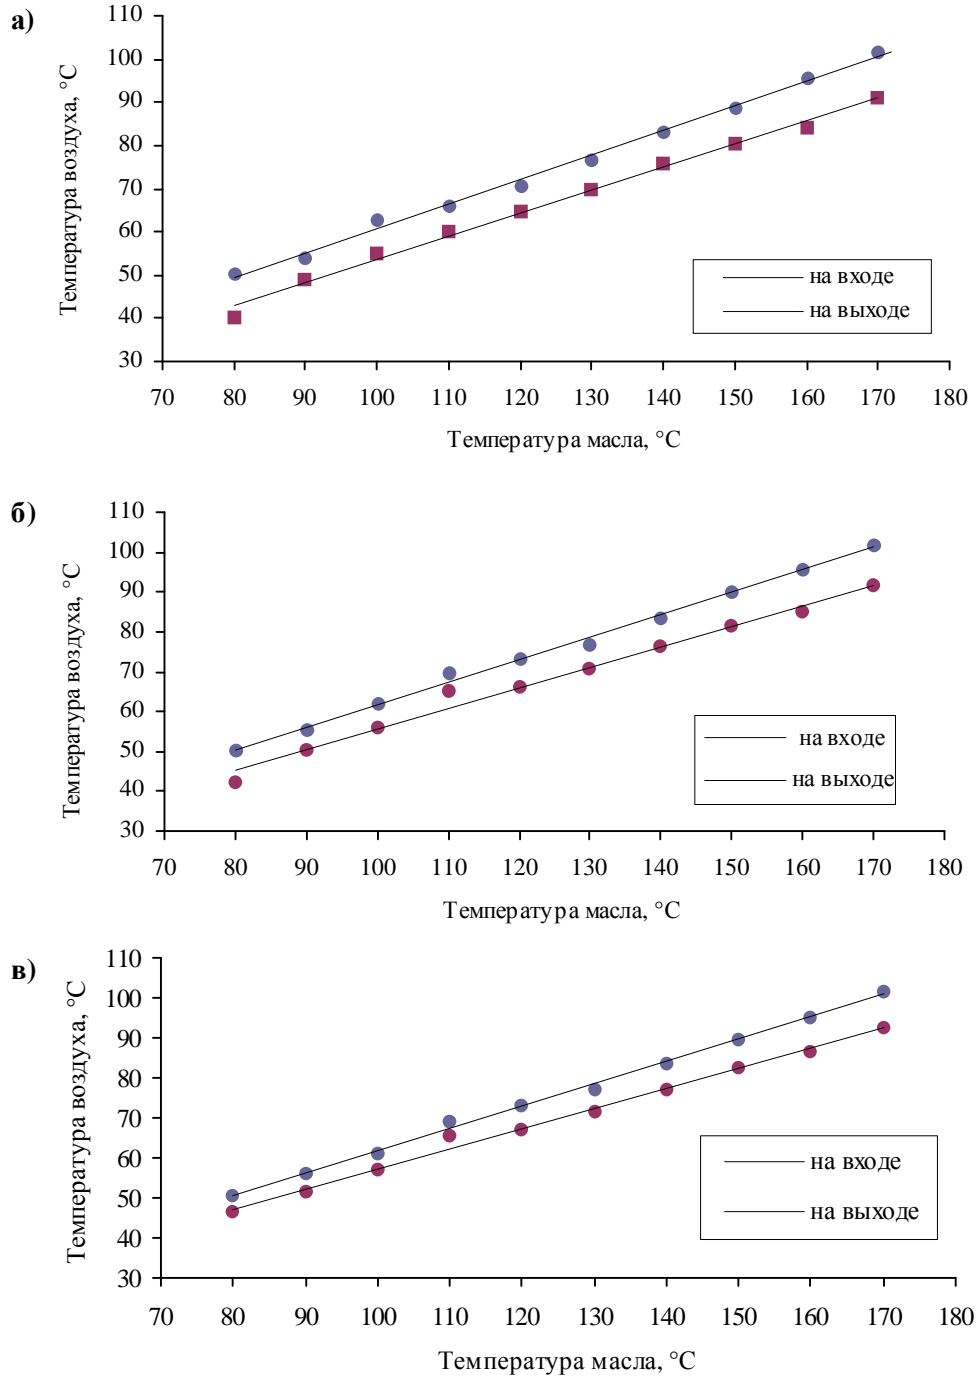 а)
Температура воздуха, °С
110
100
90
80
70
60
50
40
30
на входе
на выходе
70 80 90 100 110 120 130 140 150 160 170 180
Температура масла, °С
б)
Температура воздуха, °С
110
100
90
80
70
60
50
40
30
на входе
на выходе
70 80 90 100 110 120 130 140 150 160 170 180
Температура масла, °С
в)
Температура воздуха, °С
110
100
90
80
70
60
50
40
30
на входе
на выходе
70 80 90 100 110 120 130 140 150 160 170 180
Температура масла, °С